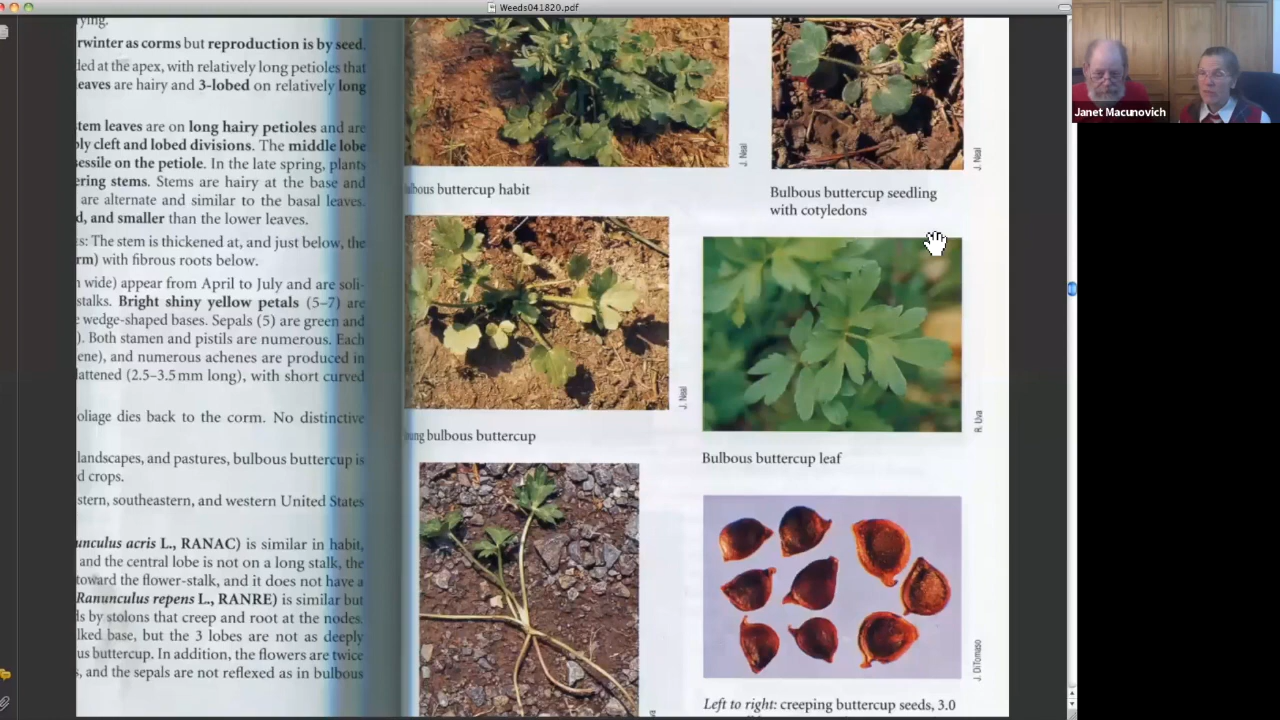 Weeds041820.pdf
rwinter as corms but reproduction is by seed.
ded at the apex, with relatively long petioles that
eaves are hairy and 3-lobed on relatively long
stem leaves are on long hairy petioles and are
ly cleft and lobed divisions. The middle lobe
sessile on the petiole. In the late spring, plants
ering stems. Stems are hairy at the base and
are alternate and similar to the basal leaves.
d, and smaller than the lower leaves.
s: The stem is thickened at, and just below, the
rm) with fibrous roots below.
wide) appear from April to July and are soli-
stalks. Bright shiny yellow petals (5–7) are
wedge-shaped bases. Sepals (5) are green and
). Both stamen and pistils are numerous. Each
ene), and numerous achenes are produced in
lattened (2.5–3.5 mm long), with short curved
oliage dies back to the corm. No distinctive
landscapes, and pastures, bulbous buttercup is
d crops.
stern, southeastern, and western United States
unculus acris L., RANAC) is similar in habit,
and the central lobe is not on a long stalk, the
toward the flower-stalk, and it does not have a
Ranunculus repens L., RANRE) is similar but
ds by stolons that creep and root at the nodes.
lked base, but the 3 lobes are not as deeply
us buttercup. In addition, the flowers are twice
, and the sepals are not reflexed as in bulbous
J. Neal
lbous buttercup habit
J. Neal
Bulbous buttercup seedling
with cotyledons
J. Neal
ung bulbous buttercup
R. Uva
Bulbous buttercup leaf
J. DiTomaso
Left to right: creeping buttercup seeds, 3.0
Janet Macunovich